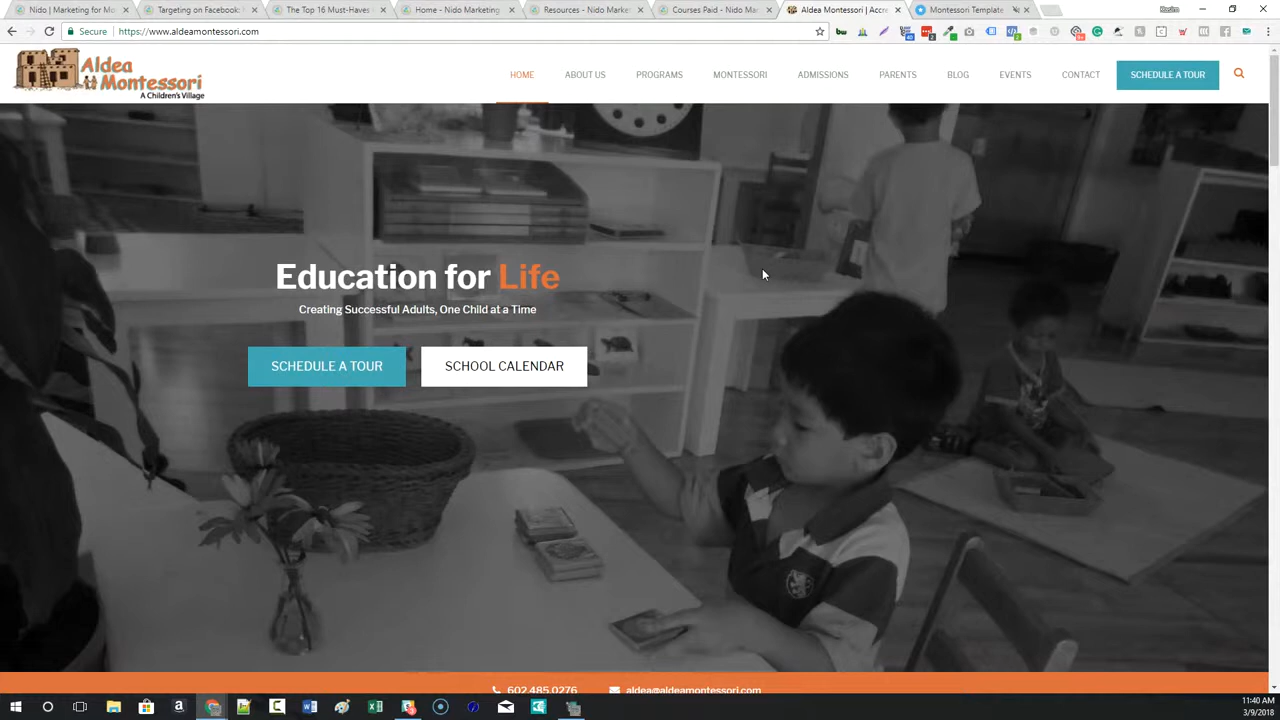 Nido | Marketing for Mo
Targeting on Facebook:
The Top 16 Must-Haves
Home - Nido Marketing
Resources - Nido Marke
Courses Paid - Nido Mar
Aldea Montessori | Accre
Montessori Template
Secure
https://www.aldeamontessori.com
Aldea
Montessori
A Children's Village
HOME
ABOUT US
PROGRAMS
MONTESSORI
ADMISSIONS
PARENTS
BLOG
EVENTS
CONTACT
SCHEDULE A TOUR
Education for Life
Creating Successful Adults, One Child at a Time
SCHEDULE A TOUR
SCHOOL CALENDAR
602.485.0276
aldea@aldeamontessori.com
11:40 AM
3/9/2018